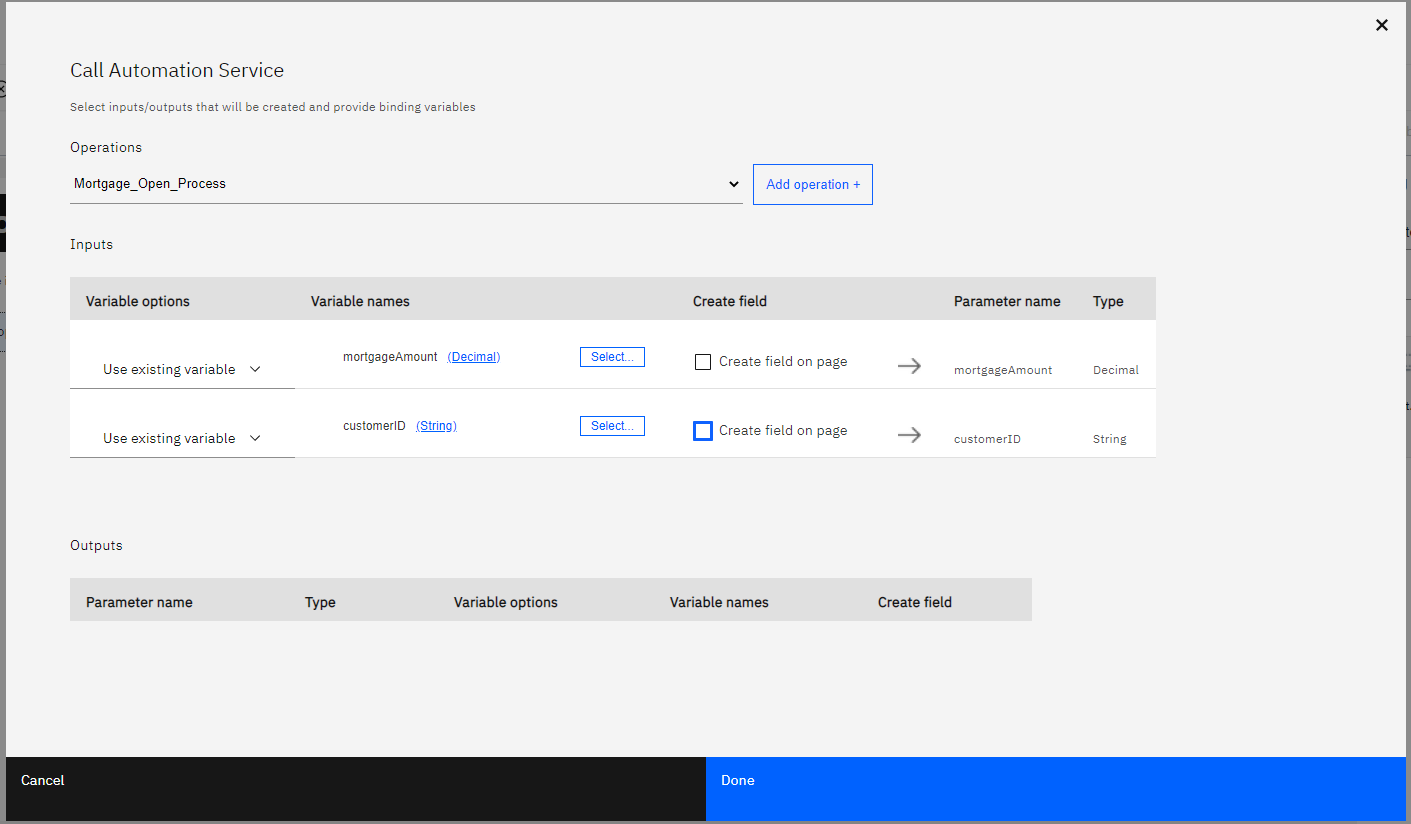 Call Automation Service
Select inputs/outputs that will be created and provide binding variables
Operations
Mortgage_Open_Process
Add operation +
Inputs
Variable options Variable names Create field Parameter name Type
Use existing variable mortgageAmount (Decimal) Select... Create field on page mortgageAmount Decimal
Use existing variable customerID (String) Select... Create field on page customerID String
Outputs
Parameter name Type Variable options Variable names Create field
Cancel Done